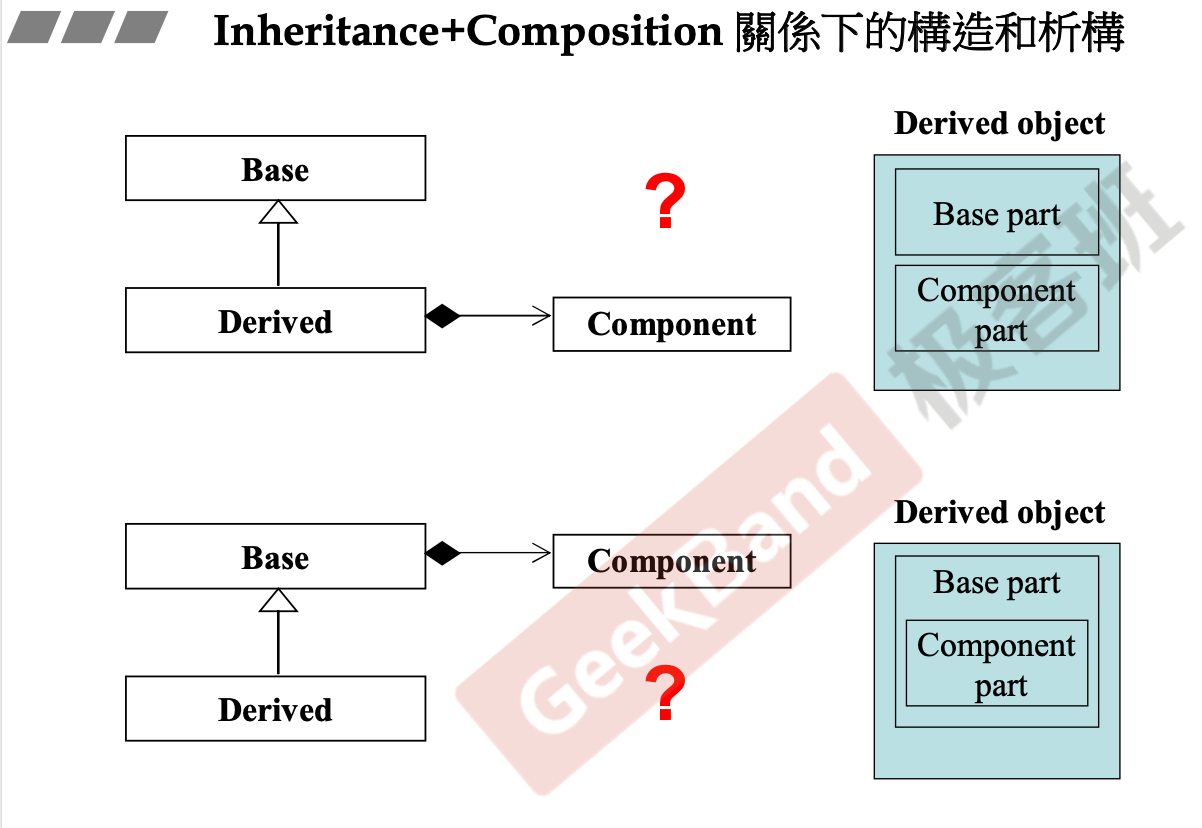 Inheritance+Composition 關係下的構造和析構
Base
Derived
Component
?
Derived object
Base part
Component
part
Base
Component
Derived
?
Derived object
Base part
Component
part
GeekBand 极客班